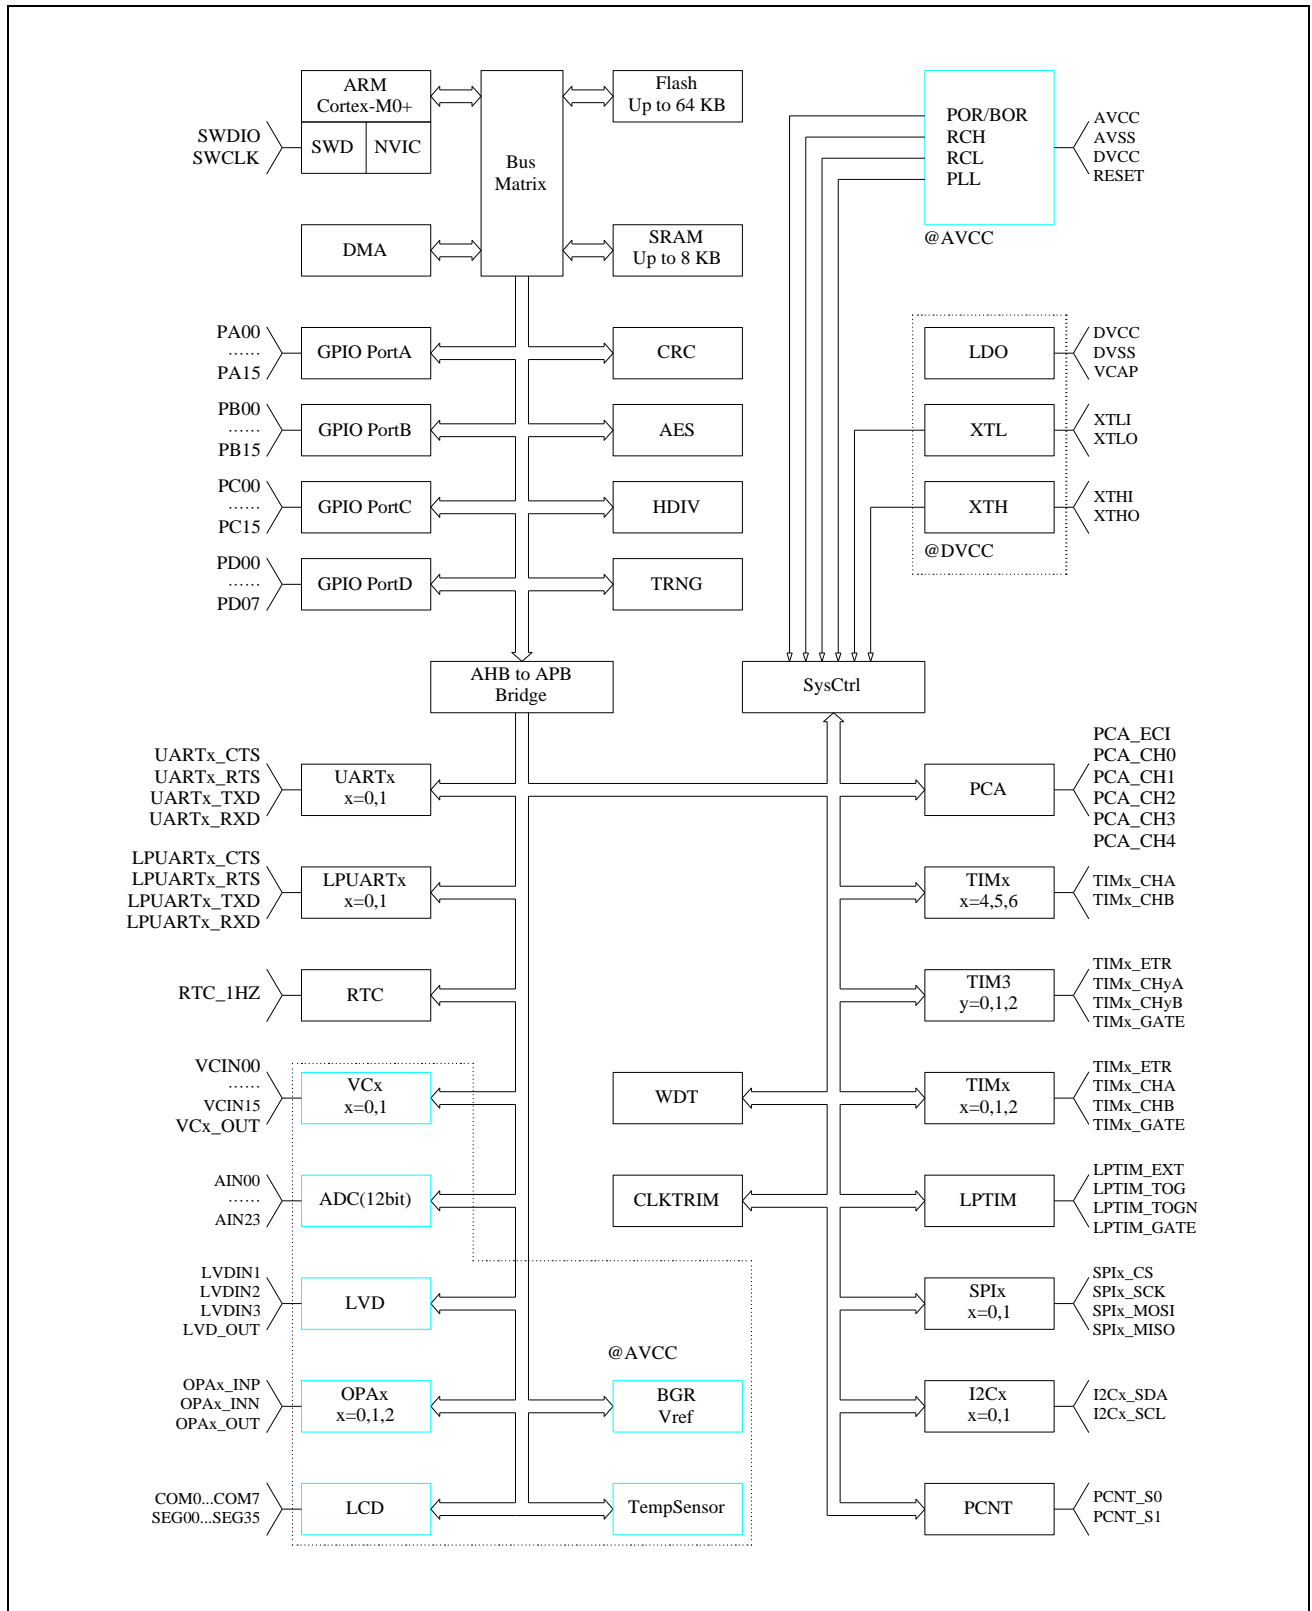 ARM
Cortex-M0+
SWD
NVIC
SWDIO
SWCLK
Bus
Matrix
Flash
Up to 64 KB
DMA
SRAM
Up to 8 KB
POR/BOR
RCH
RCL
PLL
@AVCC
AVCC
AVSS
DVCC
RESET
PA00
......
PA15
GPIO PortA
CRC
LDO
DVCC
DVSS
VCAP
PB00
......
PB15
GPIO PortB
AES
XTL
XTLI
XTLO
PC00
......
PC15
GPIO PortC
HDIV
XTH
XTHI
XTHO
@DVCC
PD00
......
PD07
GPIO PortD
TRNG
AHB to APB
Bridge
SysCtrl
UARTx_CTS
UARTx_RTS
UARTx_TXD
UARTx_RXD
UARTx
x=0,1
PCA
PCA_ECI
PCA_CH0
PCA_CH1
PCA_CH2
PCA_CH3
PCA_CH4
LPUARTx_CTS
LPUARTx_RTS
LPUARTx_TXD
LPUARTx_RXD
LPUARTx
x=0,1
TIMx
x=4,5,6
TIMx_CHA
TIMx_CHB
RTC_1HZ
RTC
TIM3
y=0,1,2
TIMx_ETR
TIMx_CHyA
TIMx_CHyB
TIMx_GATE
VCIN00
......
VCIN15
VCx_OUT
VCx
x=0,1
WDT
TIMx
x=0,1,2
TIMx_ETR
TIMx_CHA
TIMx_CHB
TIMx_GATE
AIN00
......
AIN23
ADC(12bit)
CLKTRIM
LPTIM
LPTIM_EXT
LPTIM_TOG
LPTIM_TOGN
LPTIM_GATE
LVDIN1
LVDIN2
LVDIN3
LVD_OUT
LVD
SPIx
x=0,1
SPIx_CS
SPIx_SCK
SPIx_MOSI
SPIx_MISO
@AVCC
OPAx_INP
OPAx_INN
OPAx_OUT
OPAx
x=0,1,2
BGR
Vref
I2Cx
x=0,1
I2Cx_SDA
I2Cx_SCL
COM0...COM7
SEG00...SEG35
LCD
TempSensor
PCNT
PCNT_S0
PCNT_S1